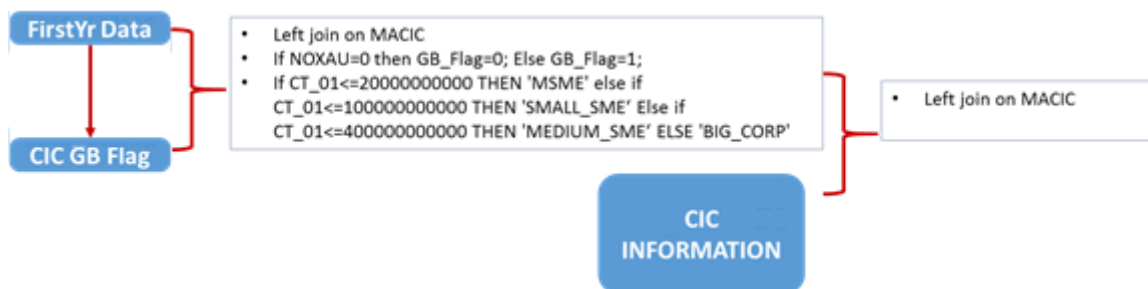 FirstYr Data
CIC GB Flag
• Left join on MACIC
• If NOXAU=0 then GB_Flag=0; Else GB_Flag=1;
• If CT_01<=20000000000 THEN 'MSME' else if
CT_01<=100000000000 THEN 'SMALL_SME' Else if
CT_01<=400000000000 THEN 'MEDIUM_SME' ELSE 'BIG_CORP'
• Left join on MACIC
CIC
INFORMATION